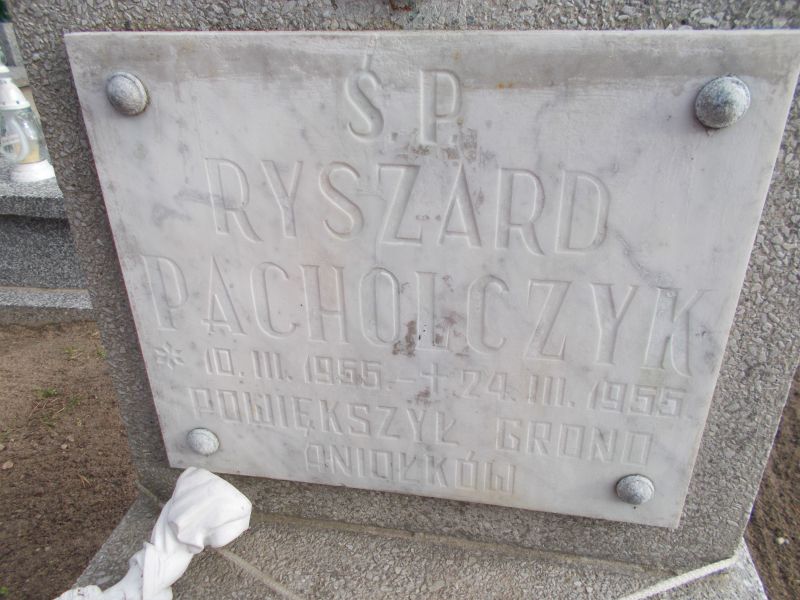 Ś.P.
RYSZARD
PACHOLCZYK
* 10. III. 1955. - + 24. III. 1955
POWIĘKSZYŁ GRONO
ANIOŁKÓW